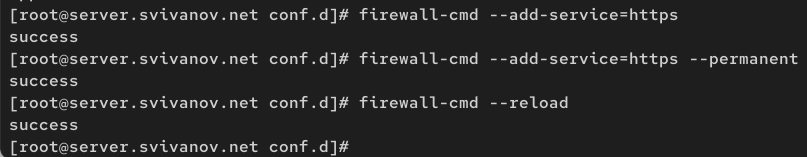 [root@server.svivanov.net conf.d]# firewall-cmd --add-service=https
success
[root@server.svivanov.net conf.d]# firewall-cmd --add-service=https --permanent
success
[root@server.svivanov.net conf.d]# firewall-cmd --reload
success
[root@server.svivanov.net conf.d]#